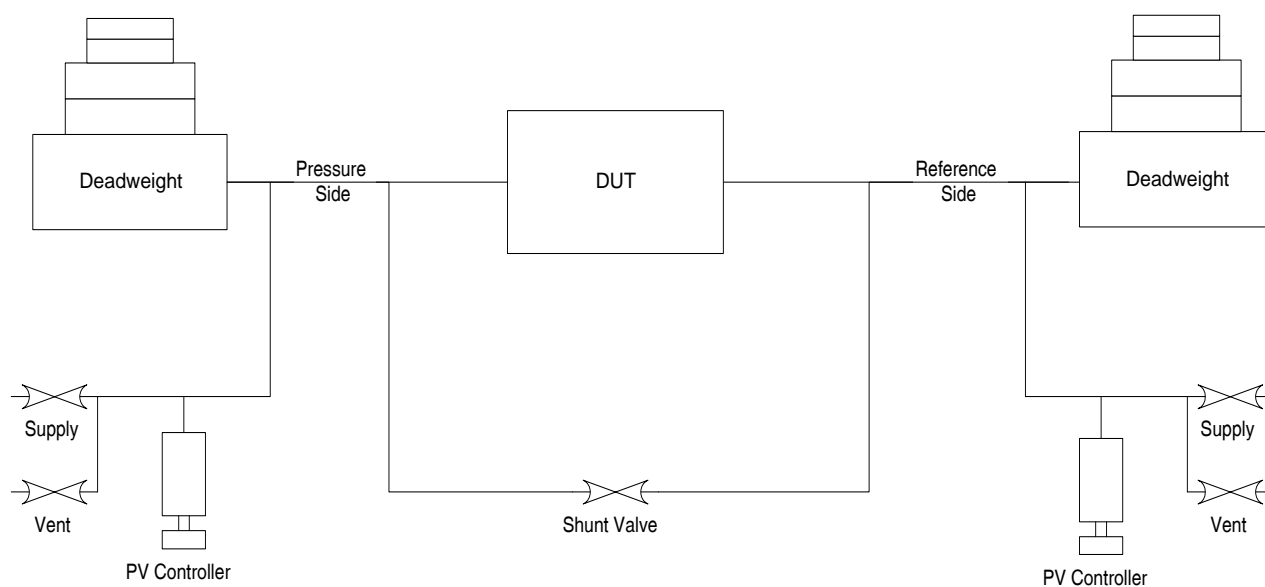 Deadweight
Pressure
Side
DUT
Reference
Side
Deadweight
Supply
Vent
PV Controller
Shunt Valve
Supply
Vent
PV Controller